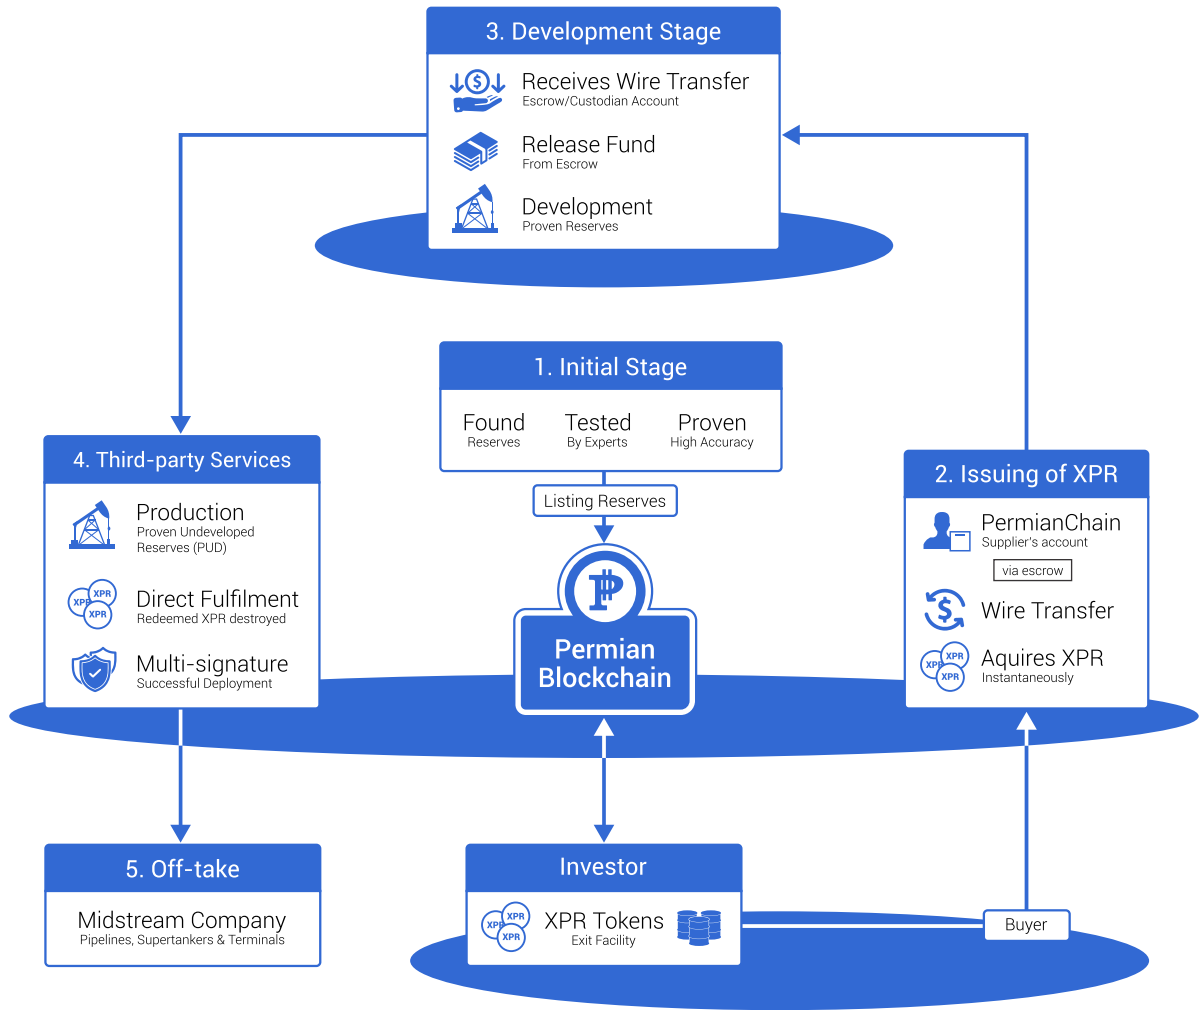 3. Development Stage
Receives Wire Transfer
Escrow/Custodian Account
Release Fund
From Escrow
Development
Proven Reserves
1. Initial Stage
Found
Reserves
Tested
By Experts
Proven
High Accuracy
Listing Reserves
Permian
Blockchain
4. Third-party Services
Production
Proven Undeveloped
Reserves (PUD)
XPR
XPR
XPR
Direct Fulfilment
Redeemed XPR destroyed
Multi-signature
Successful Deployment
2. Issuing of XPR
PermianChain
Supplier's account
via escrow
Wire Transfer
XPR
XPR
XPR
Aquires XPR
Instantaneously
5. Off-take
Midstream Company
Pipelines, Supertankers & Terminals
Investor
XPR
XPR
XPR
XPR Tokens
Exit Facility
Buyer